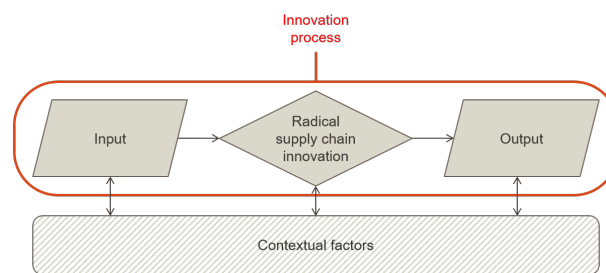 Innovation
process
Input
Radical
supply chain
innovation
Output
Contextual factors